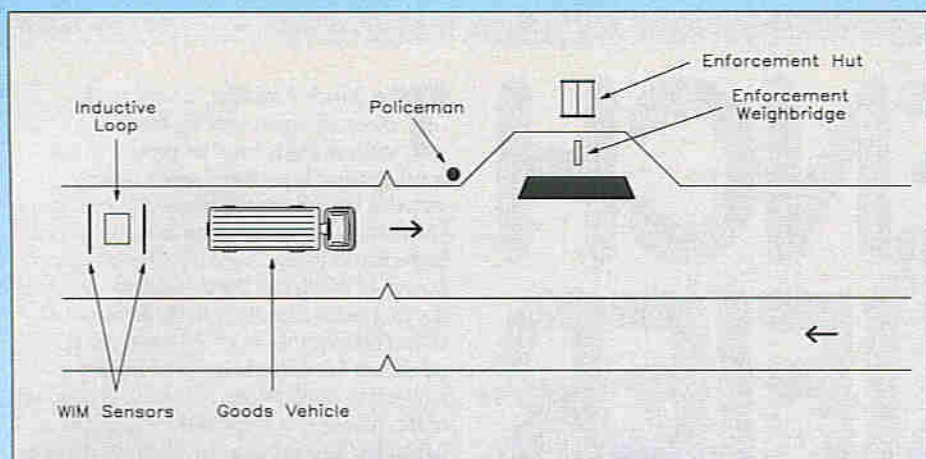 Enforcement Hut
Inductive
Loop
Policeman
Enforcement
Weighbridge
WIM Sensors
Goods Vehicle